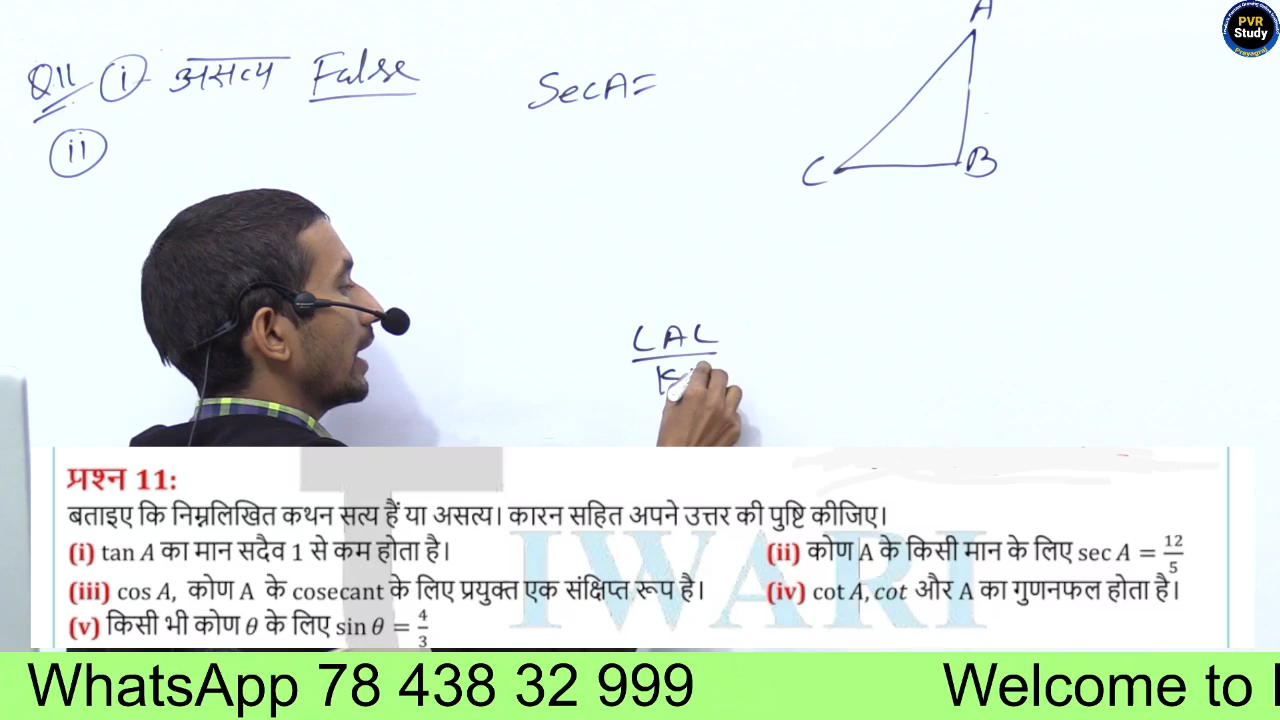 A
PVR
Study
Prayagraj
Q11 (i) असत्य False
SecA=
(ii)
C
B
LAL
K
प्रश्न 11:
बताइए कि निम्नलिखित कथन सत्य हैं या असत्य। कारन सहित अपने उत्तर की पुष्टि कीजिए।
(i) tan A का मान सदैव 1 से कम होता है।
(ii) कोण A के किसी मान के लिए sec A = 12/5
(iii) cos A, कोण A के cosecant के लिए प्रयुक्त एक संक्षिप्त रूप है।
(iv) cot A, cot और A का गुणनफल होता है।
(v) किसी भी कोण θ के लिए sin θ = 4/3
TIWARI
WhatsApp 78 438 32 999
Welcome to